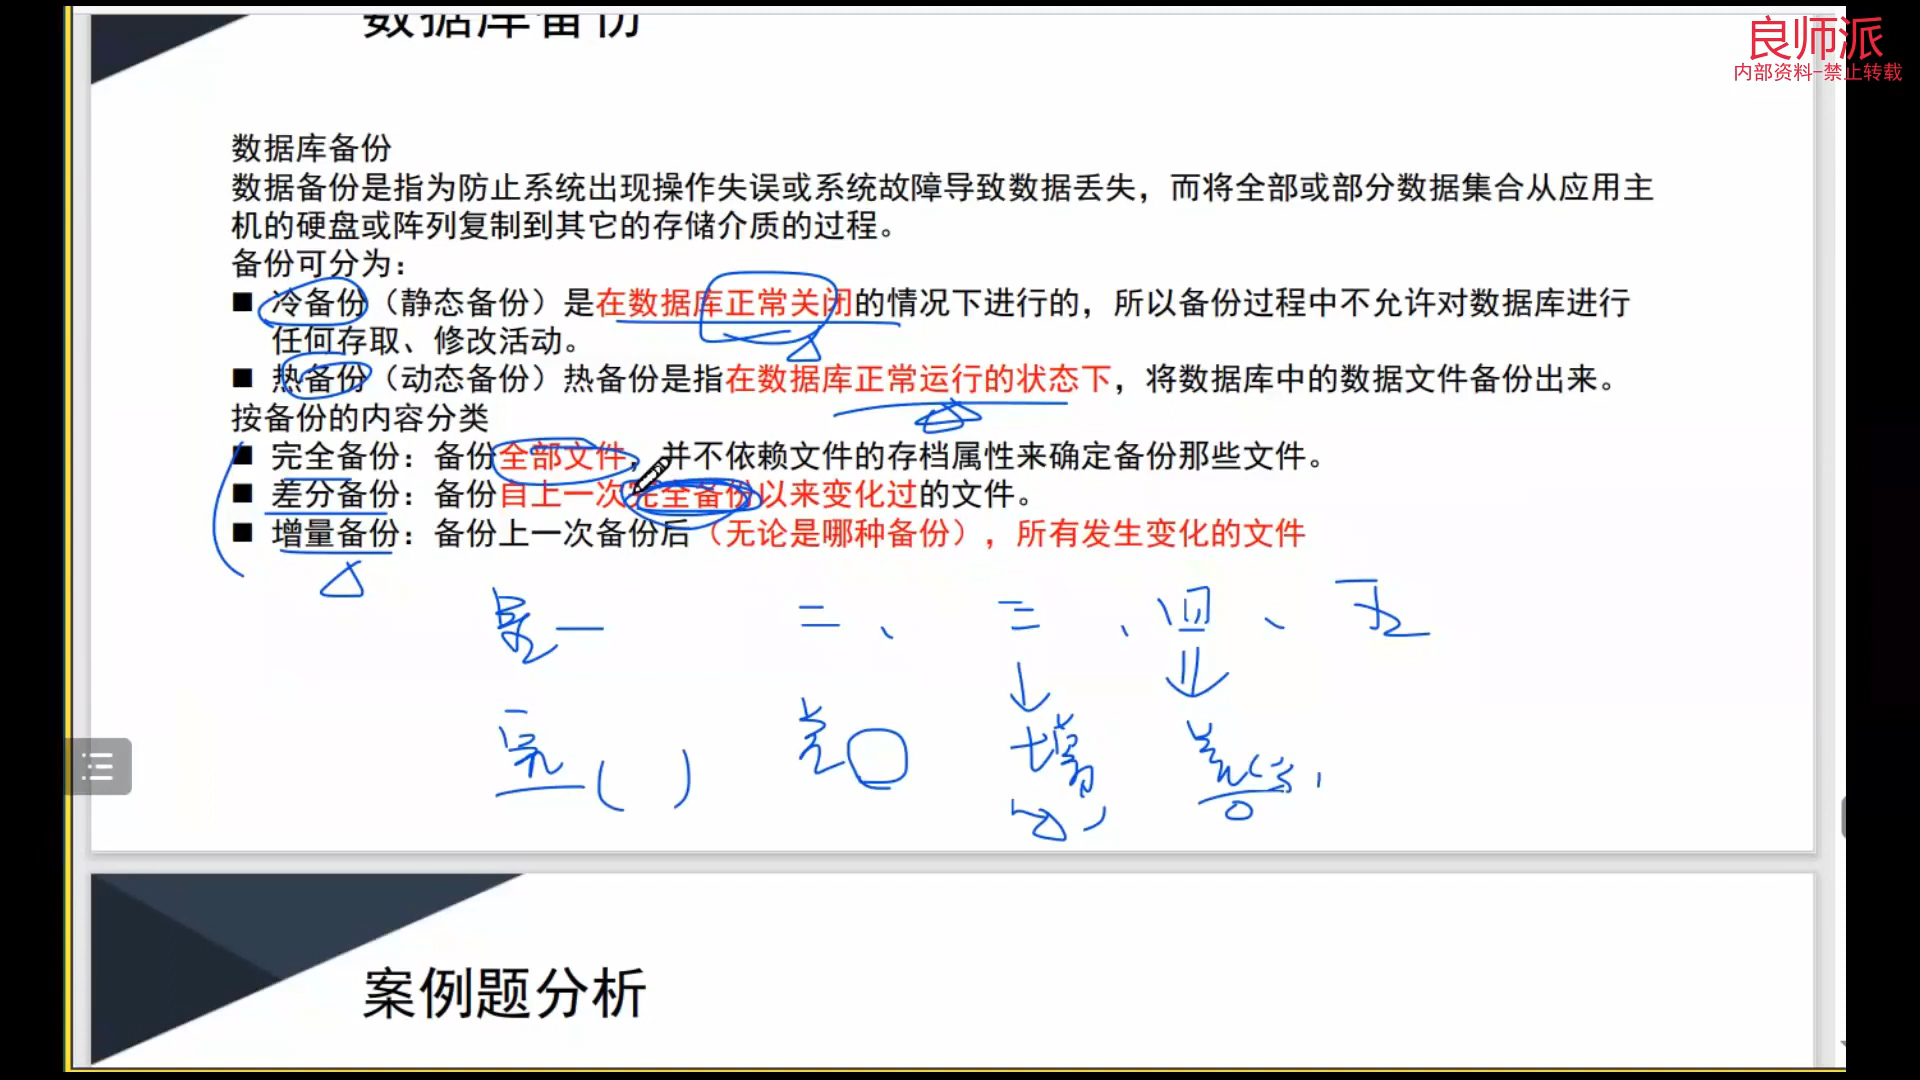 数据库备份
良师派
内部资料-禁止转载
数据库备份
数据备份是指为防止系统出现操作失误或系统故障导致数据丢失，而将全部或部分数据集合从应用主
机的硬盘或阵列复制到其它的存储介质的过程。
备份可分为：
■ 冷备份（静态备份）是在数据库正常关闭的情况下进行的，所以备份过程中不允许对数据库进行
任何存取、修改活动。
■ 热备份（动态备份）热备份是指在数据库正常运行的状态下，将数据库中的数据文件备份出来。
按备份的内容分类
■ 完全备份：备份全部文件，并不依赖文件的存档属性来确定备份那些文件。
■ 差分备份：备份自上一次完全备份以来变化过的文件。
■ 增量备份：备份上一次备份后（无论是哪种备份），所有发生变化的文件
星一 二、 三、四、五
完( ) 差 增 差分
案例题分析